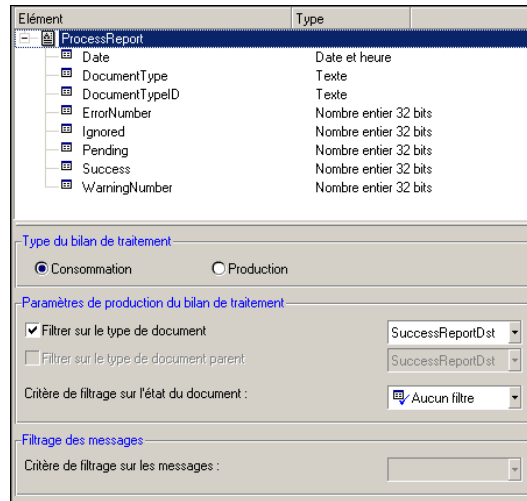 Elément Type
ProcessReport
Date Date et heure
DocumentType Texte
DocumentTypeID Texte
ErrorNumber Nombre entier 32 bits
Ignored Nombre entier 32 bits
Pending Nombre entier 32 bits
Success Nombre entier 32 bits
WarningNumber Nombre entier 32 bits
Type du bilan de traitement
Consommation Production
Paramètres de production du bilan de traitement
Filtrer sur le type de document SuccessReportDst
Filtrer sur le type de document parent SuccessReportDst
Critère de filtrage sur l'état du document : Aucun filtre
Filtrage des messages
Critère de filtrage sur les messages :